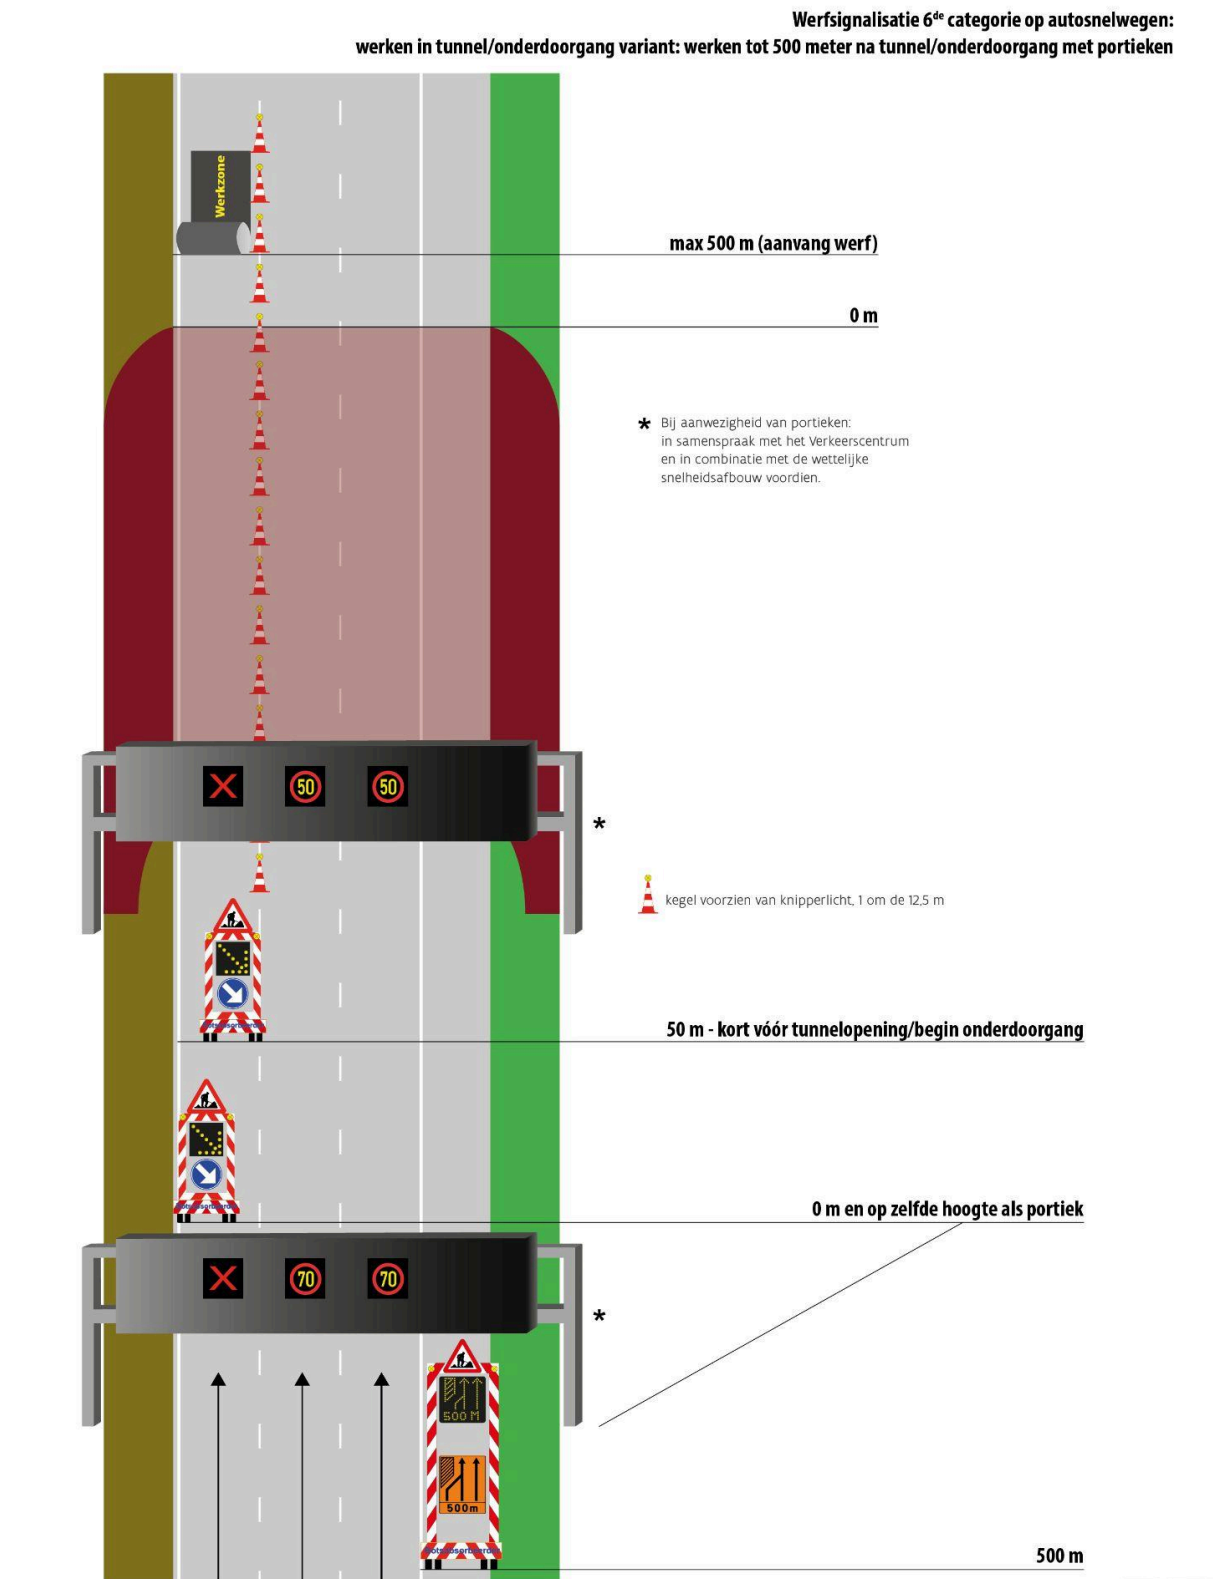 Werfsignalisatie 6de categorie op autosnelwegen:
werken in tunnel/onderdoorgang variant: werken tot 500 meter na tunnel/onderdoorgang met portieken
Werkzone
max 500 m (aanvang werf)
0 m
* Bij aanwezigheid van portieken:
in samenspraak met het Verkeerscentrum
en in combinatie met de wettelijke
snelheidsafbouw voordien.
50 50
*
kegel voorzien van knipperlicht, 1 om de 12,5 m
50 m - kort vóór tunnelopening/begin onderdoorgang
0 m en op zelfde hoogte als portiek
70 70
*
500 M
500m
500 m